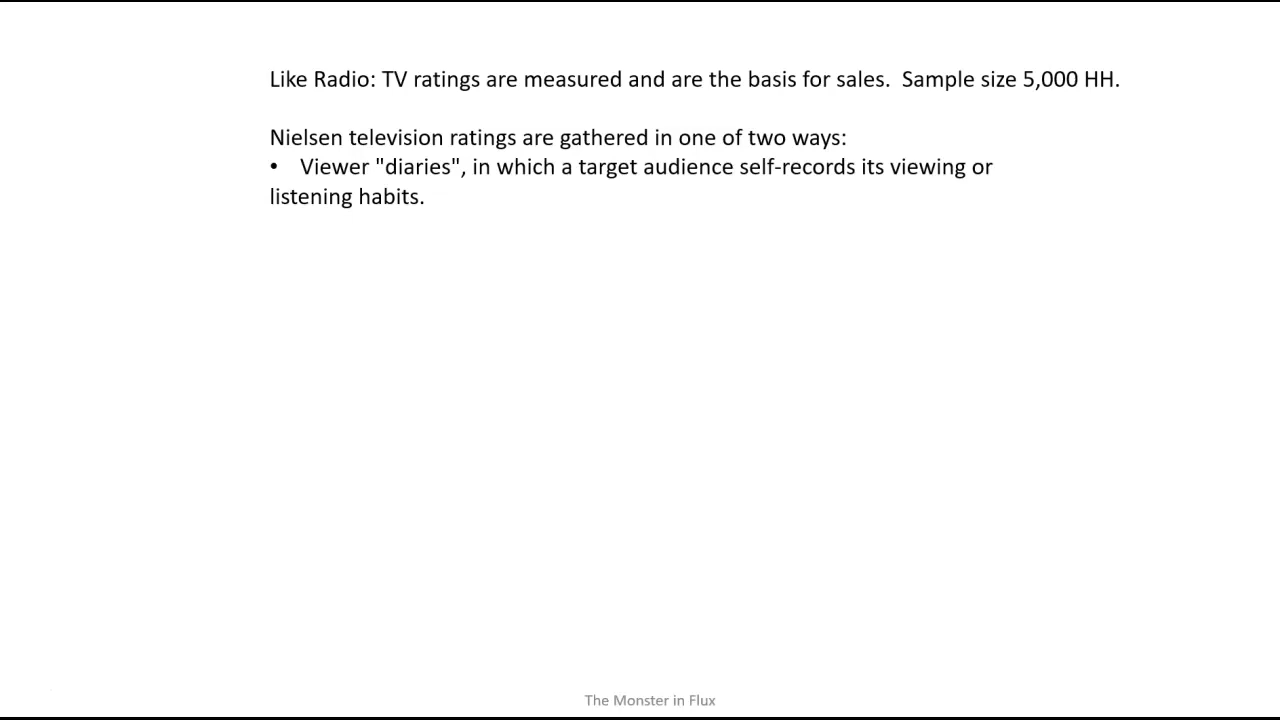 Like Radio: TV ratings are measured and are the basis for sales.  Sample size 5,000 HH.
Nielsen television ratings are gathered in one of two ways:
•   Viewer "diaries", in which a target audience self-records its viewing or
listening habits.
The Monster in Flux